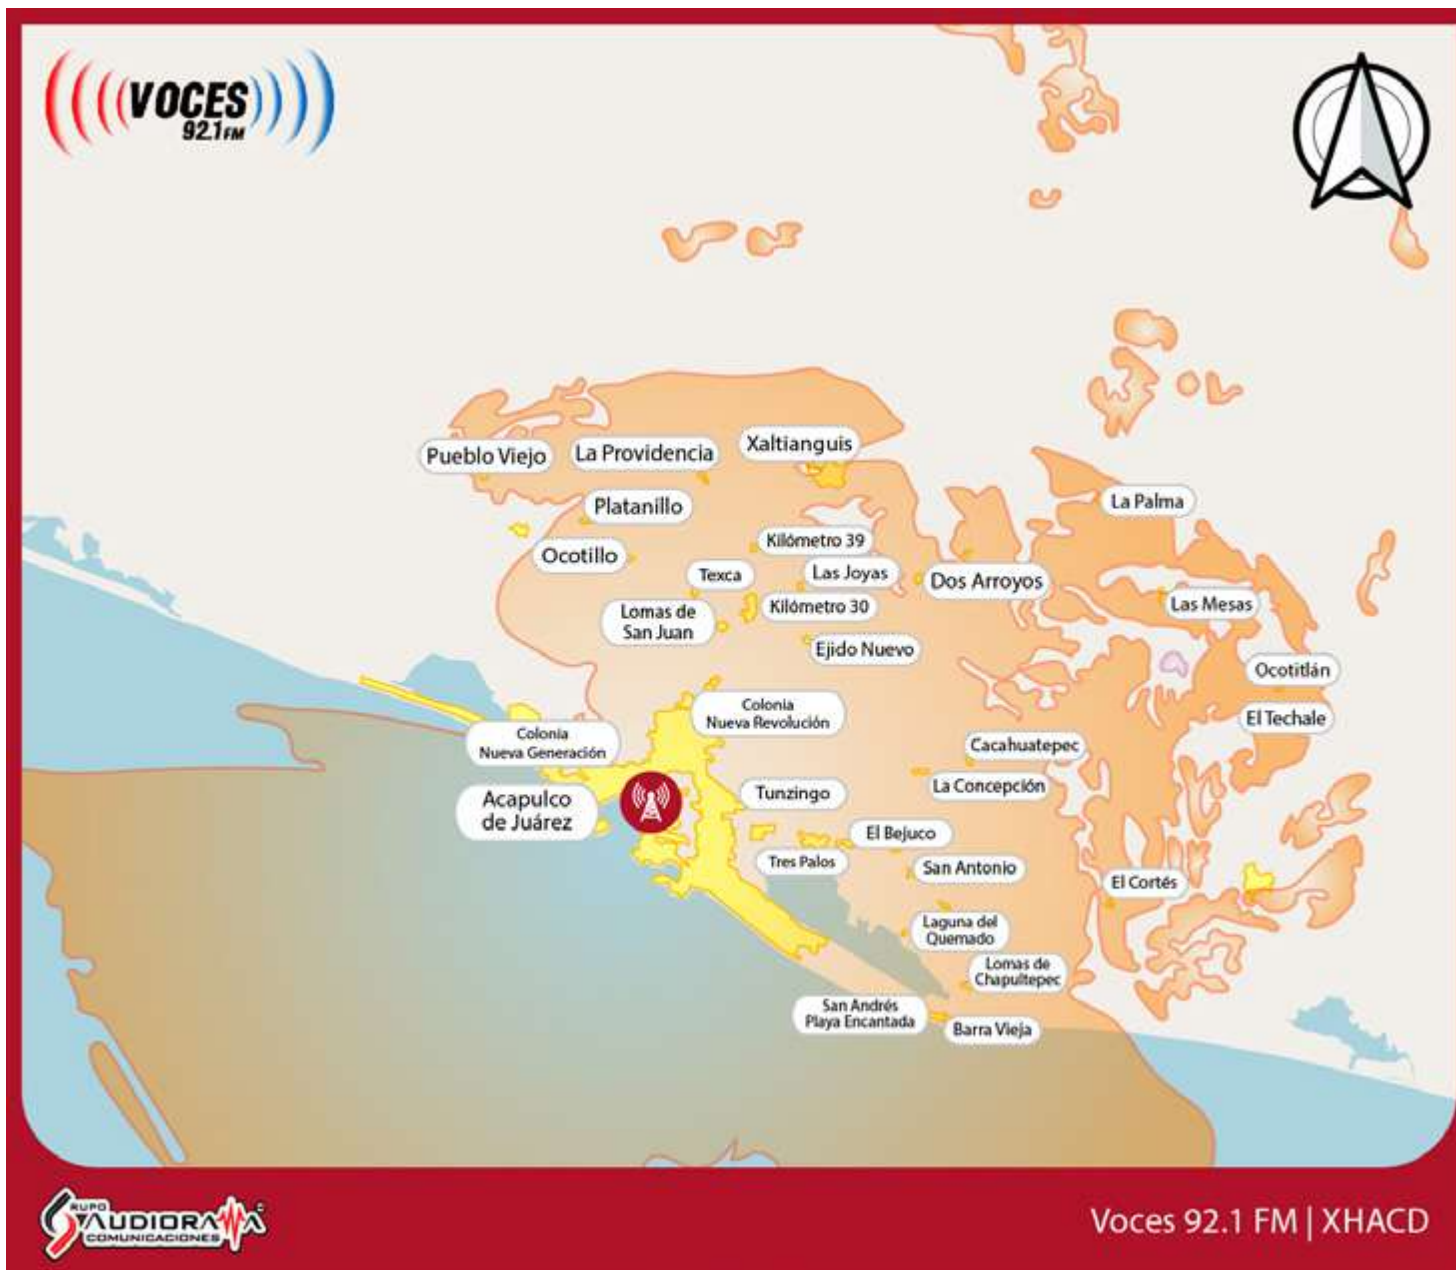 VOCES
92.1 FM
Pueblo Viejo
La Providencia
Xaltianguis
Platanillo
La Palma
Ocotillo
Kilómetro 39
Texca
Las Joyas
Dos Arroyos
Lomas de
San Juan
Kilómetro 30
Las Mesas
Ejido Nuevo
Ocotitlán
Colonia
Nueva Revolución
El Techale
Colonia
Nueva Generación
Cacahuatepec
La Concepción
Acapulco
de Juárez
Tunzingo
El Bejuco
Tres Palos
San Antonio
El Cortés
Laguna del
Quemado
Lomas de
Chapultepec
San Andrés
Playa Encantada
Barra Vieja
GRUPO
AUDIORAMA
COMUNICACIONES
Voces 92.1 FM | XHACD